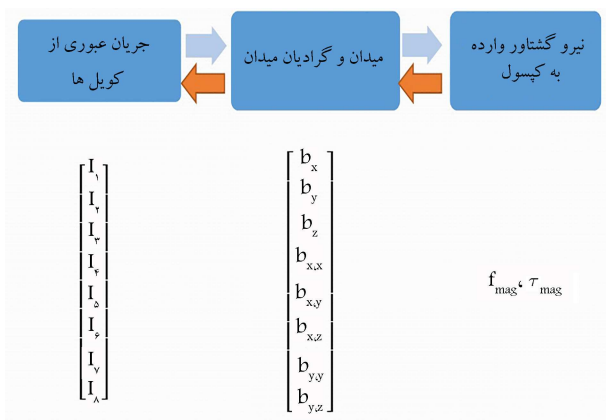 جریان عبوری از
کویل ها
میدان و گرادیان میدان
نیرو گشتاور وارده
به کپسول
I۱
I۲
I۳
I۴
I۵
I۶
I۷
I۸
bx
by
bz
bx,x
bx,y
bx,z
by,y
by,z
fmag، τmag